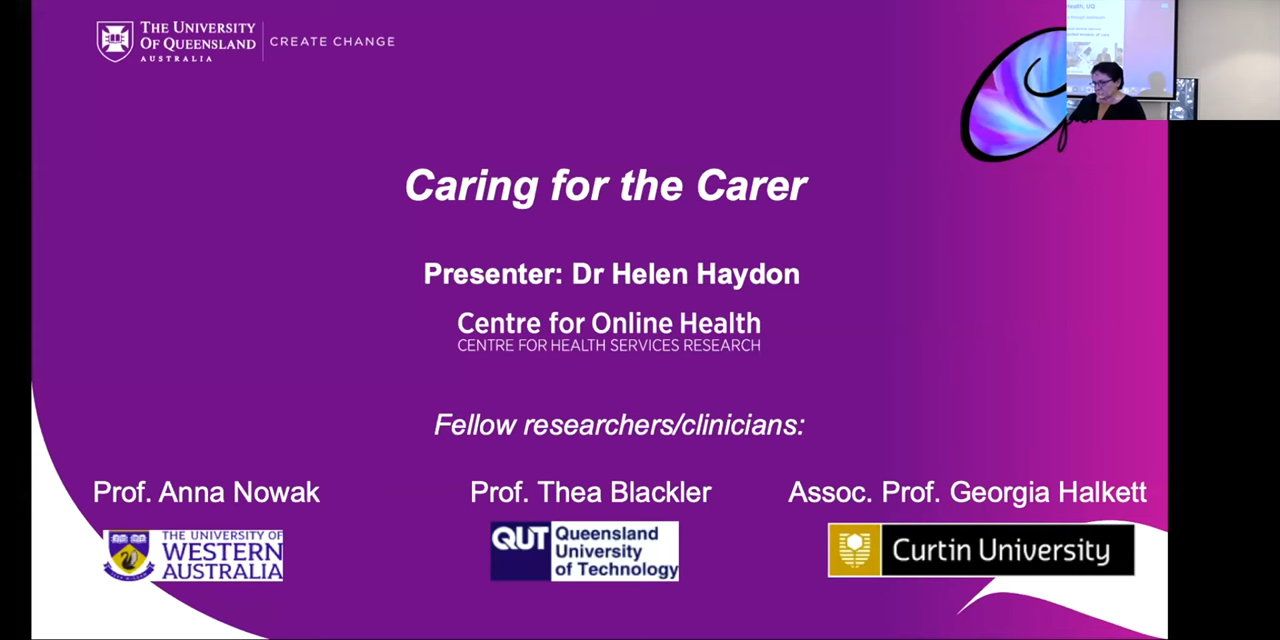 THE UNIVERSITY
OF QUEENSLAND
AUSTRALIA
CREATE CHANGE
Health, UQ
Caring for the Carer
Presenter: Dr Helen Haydon
Centre for Online Health
CENTRE FOR HEALTH SERVICES RESEARCH
Fellow researchers/clinicians:
Prof. Anna Nowak
Prof. Thea Blackler
Assoc. Prof. Georgia Halkett
THE UNIVERSITY OF
WESTERN
AUSTRALIA
QUT
Queensland
University
of Technology
Curtin University